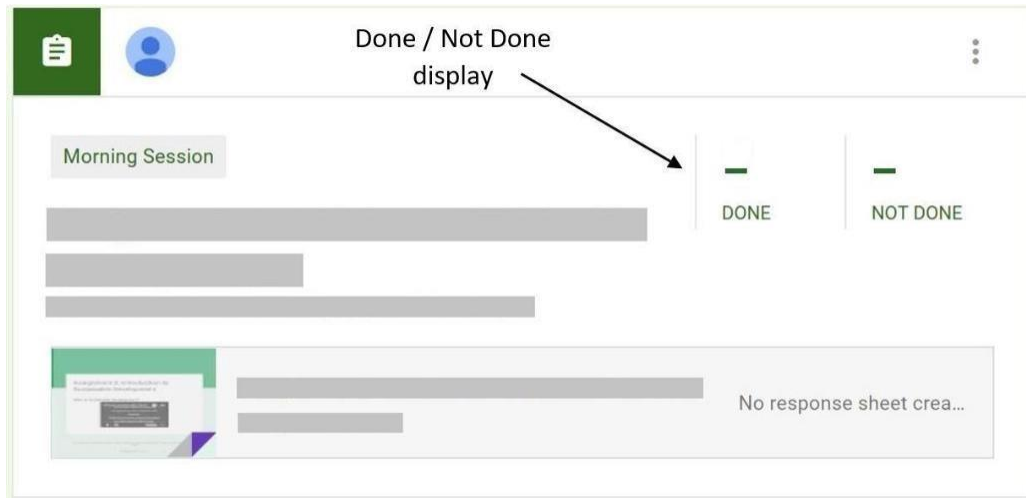 Done / Not Done
display
Morning Session
DONE
NOT DONE
No response sheet crea...